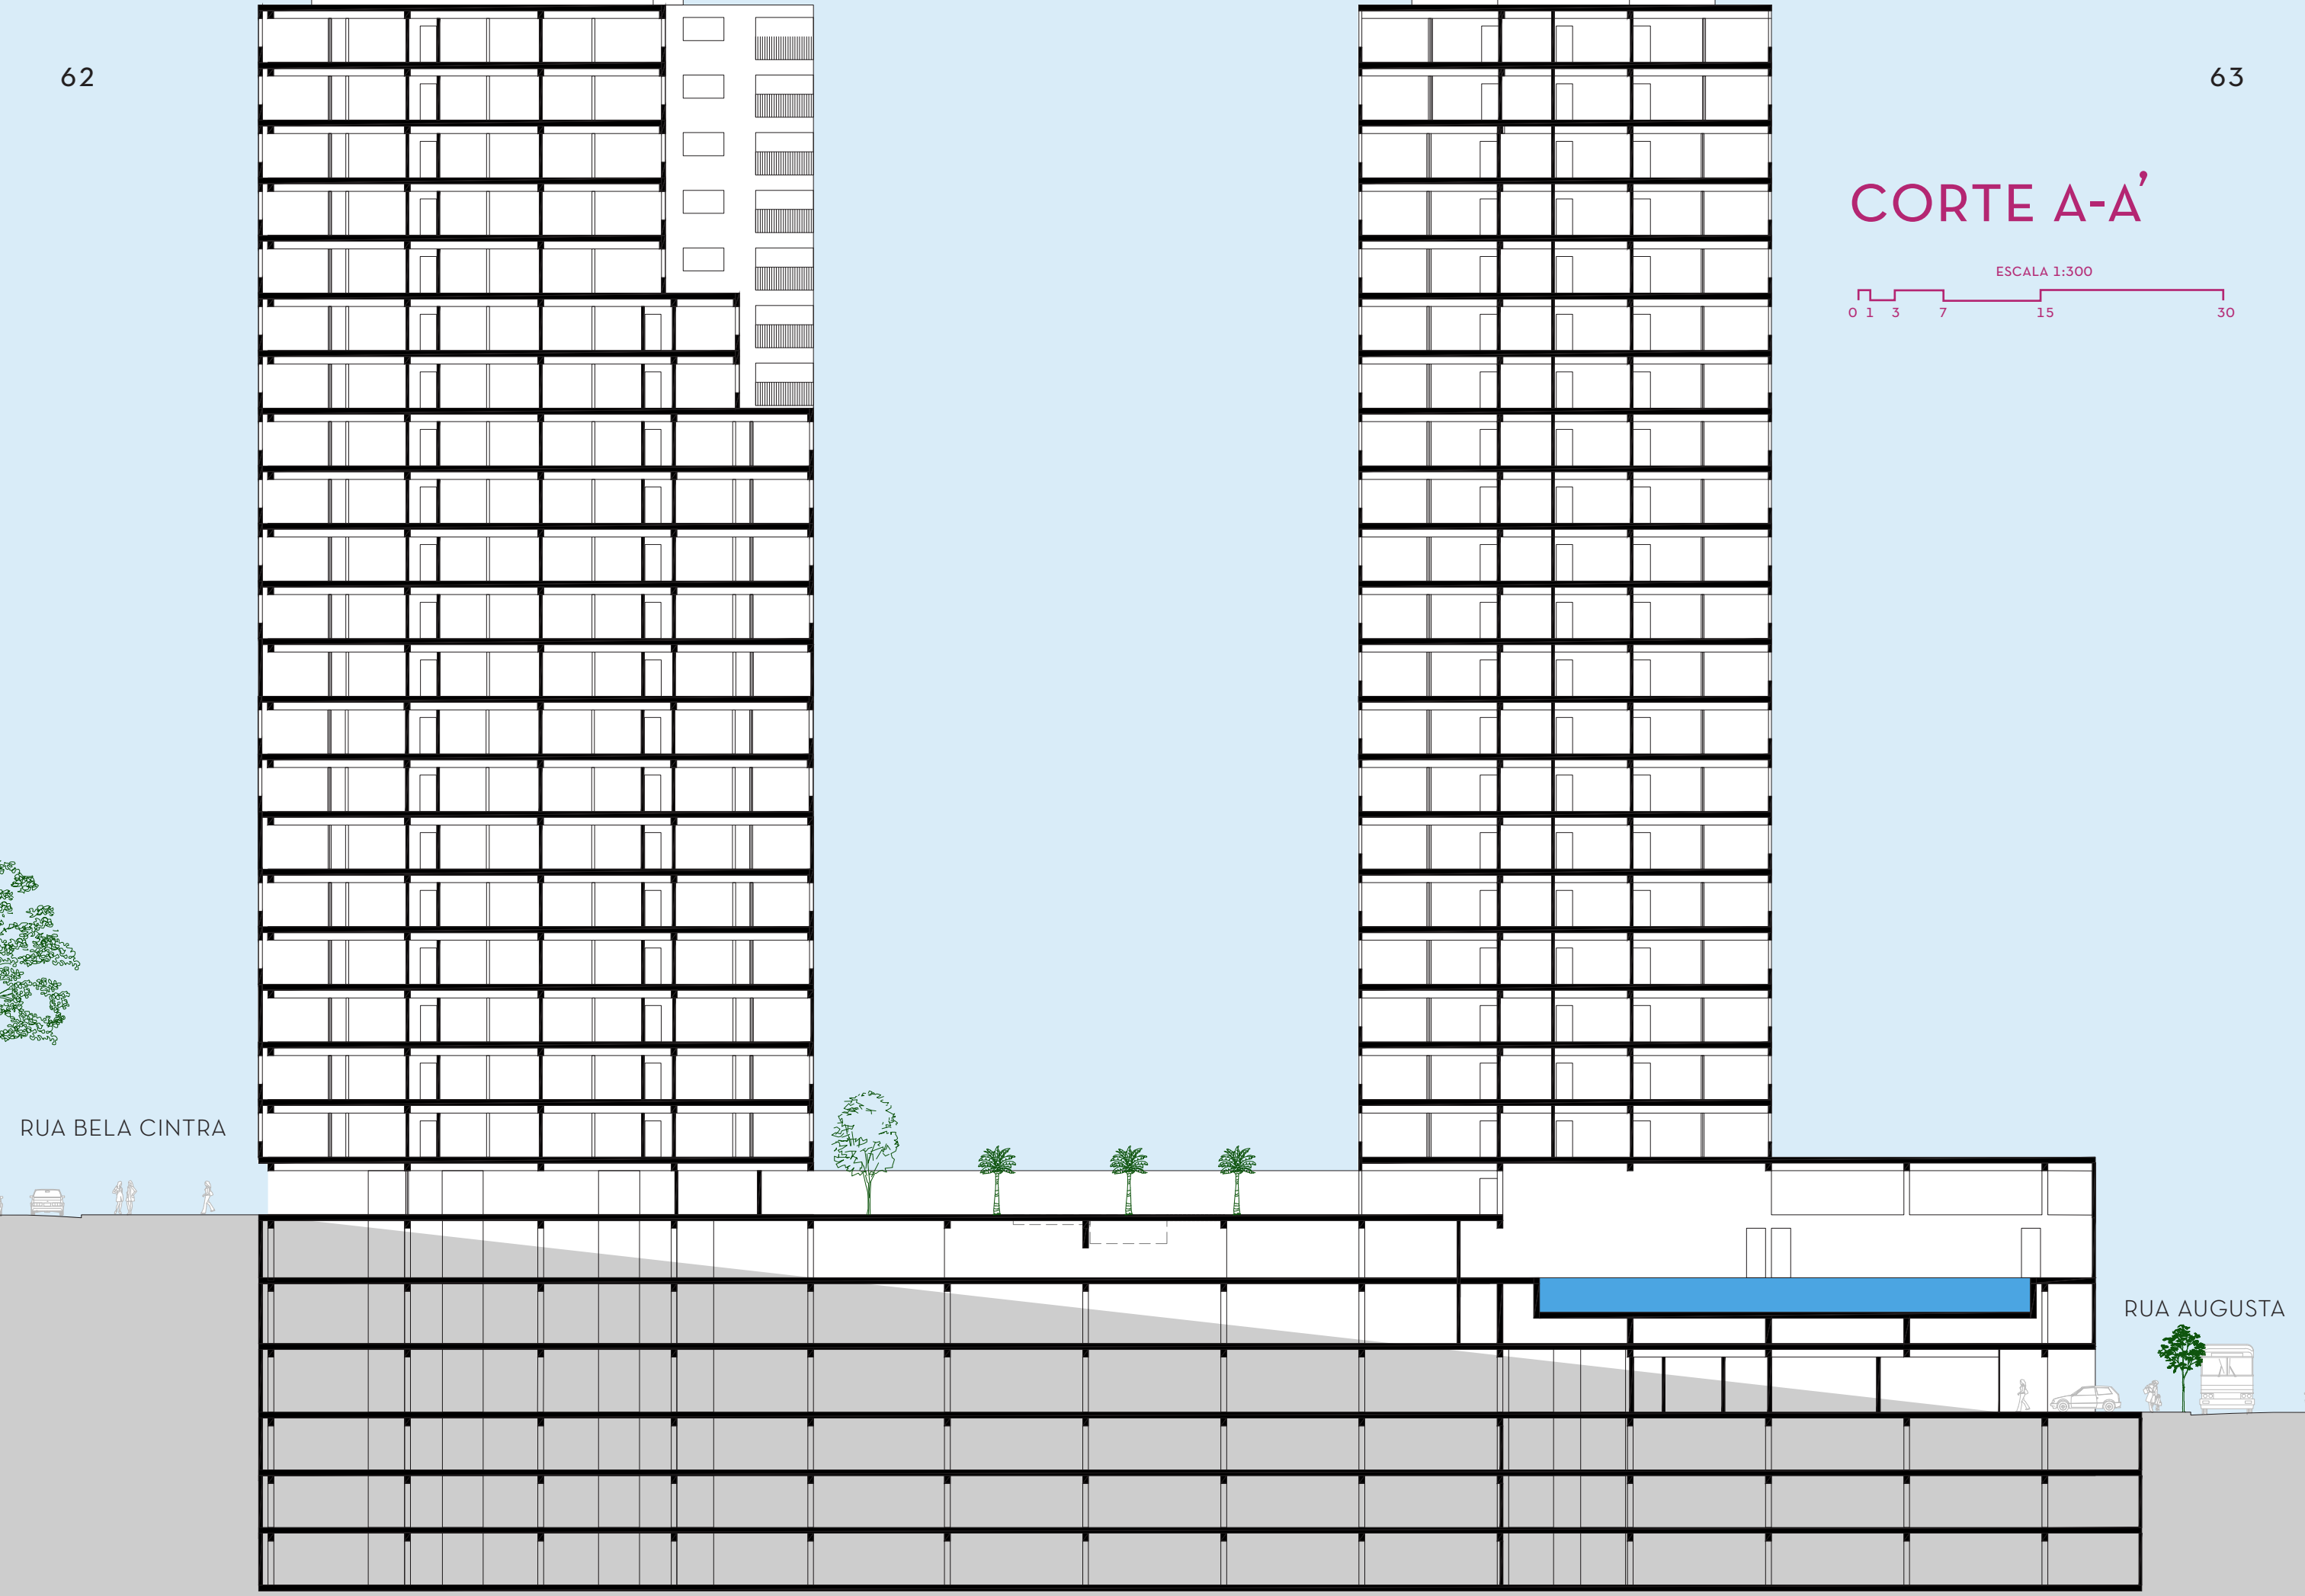 62
63
CORTE A-A'
ESCALA 1:300
0 1 3 7 15 30
RUA BELA CINTRA
RUA AUGUSTA